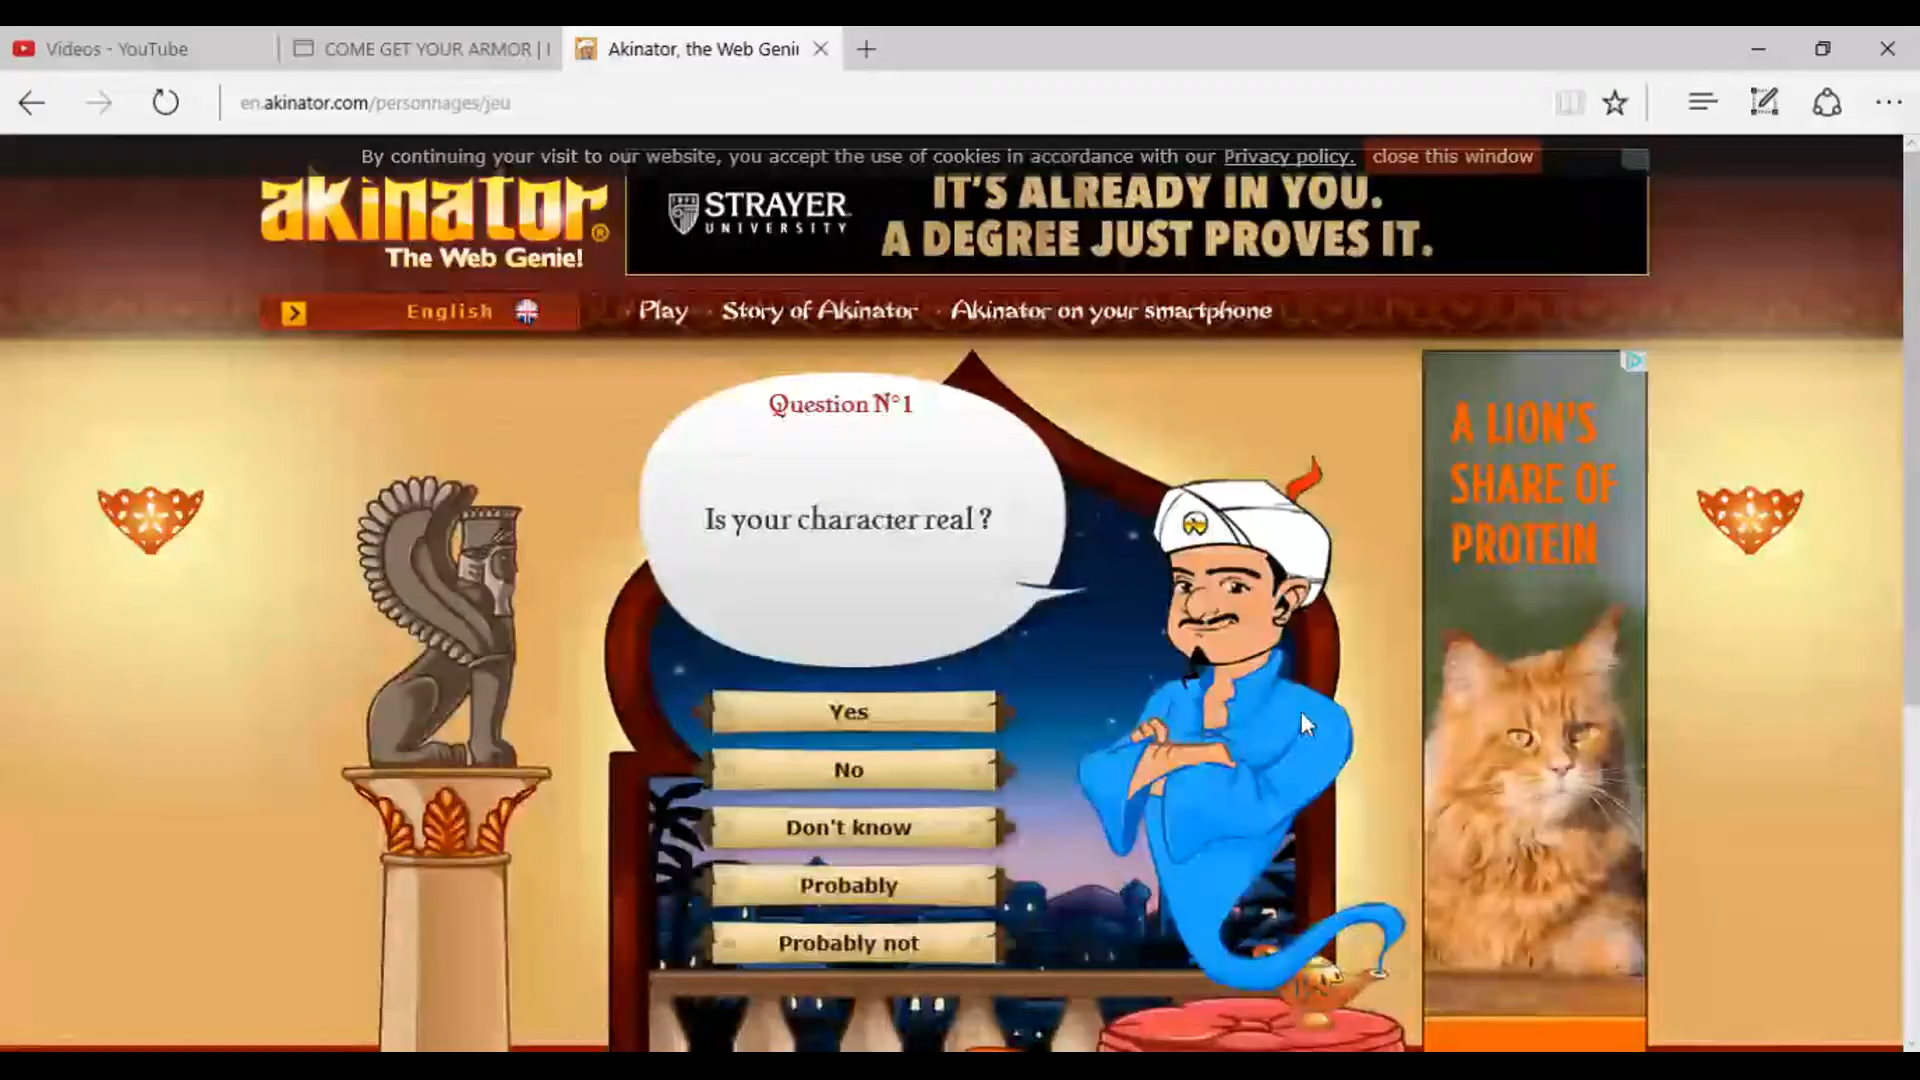 Videos - YouTube
COME GET YOUR ARMOR |
Akinator, the Web Geni
en.akinator.com/personnages/jeu
By continuing your visit to our website, you accept the use of cookies in accordance with our Privacy policy. close this window
akinator®
The Web Genie!
STRAYER
UNIVERSITY
IT'S ALREADY IN YOU.
A DEGREE JUST PROVES IT.
English
Play
Story of Akinator
Akinator on your smartphone
Question N°1
Is your character real ?
Yes
No
Don't know
Probably
Probably not
A LION'S
SHARE OF
PROTEIN